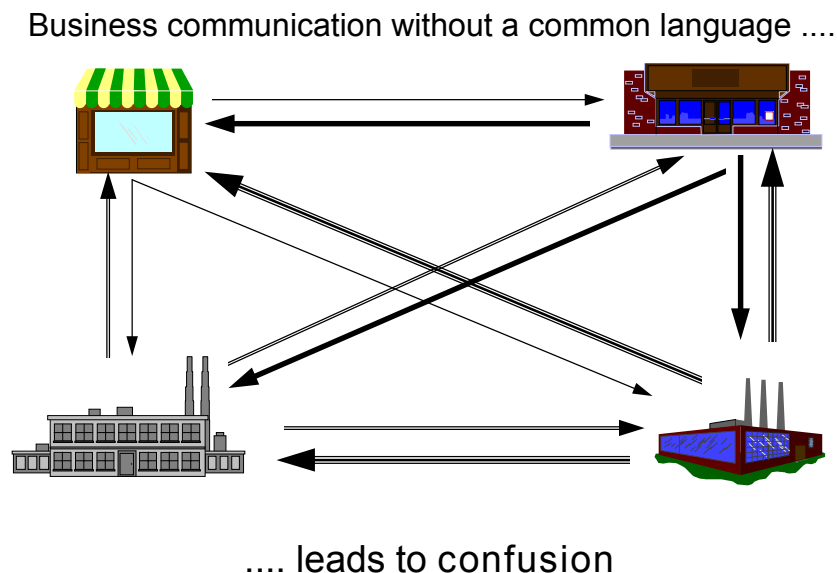 Business communication without a common language ....
.... leads to confusion